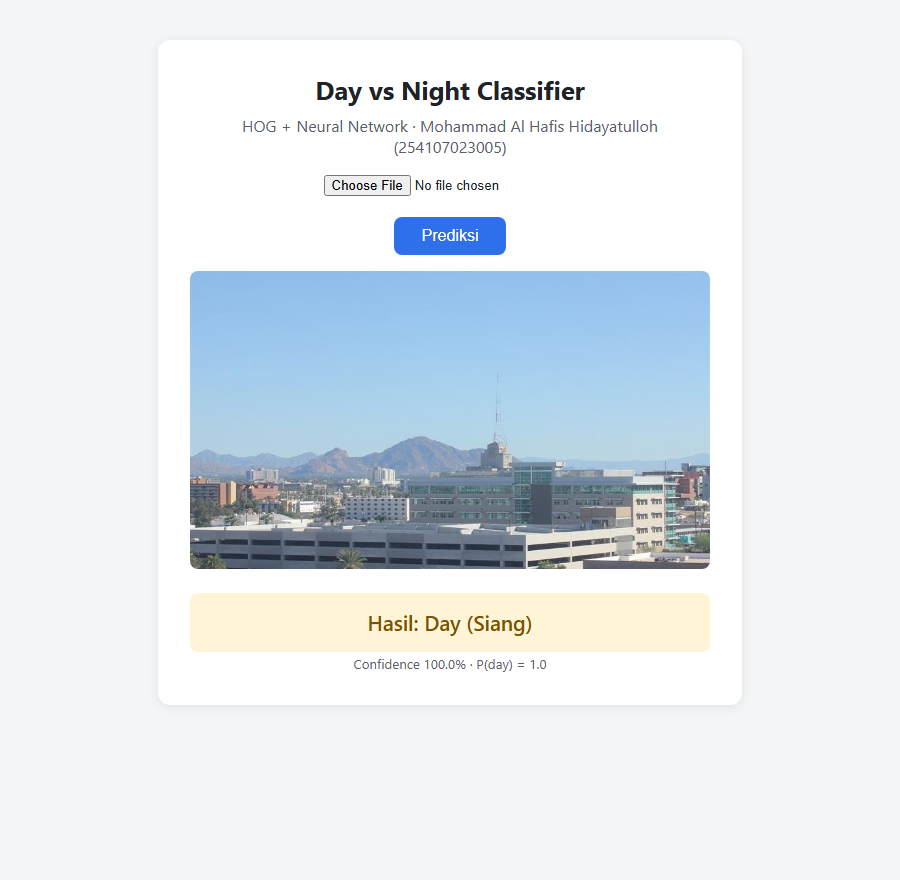 Day vs Night Classifier
HOG + Neural Network · Mohammad Al Hafis Hidayatulloh
(254107023005)
Choose File No file chosen
Prediksi
Hasil: Day (Siang)
Confidence 100.0% · P(day) = 1.0